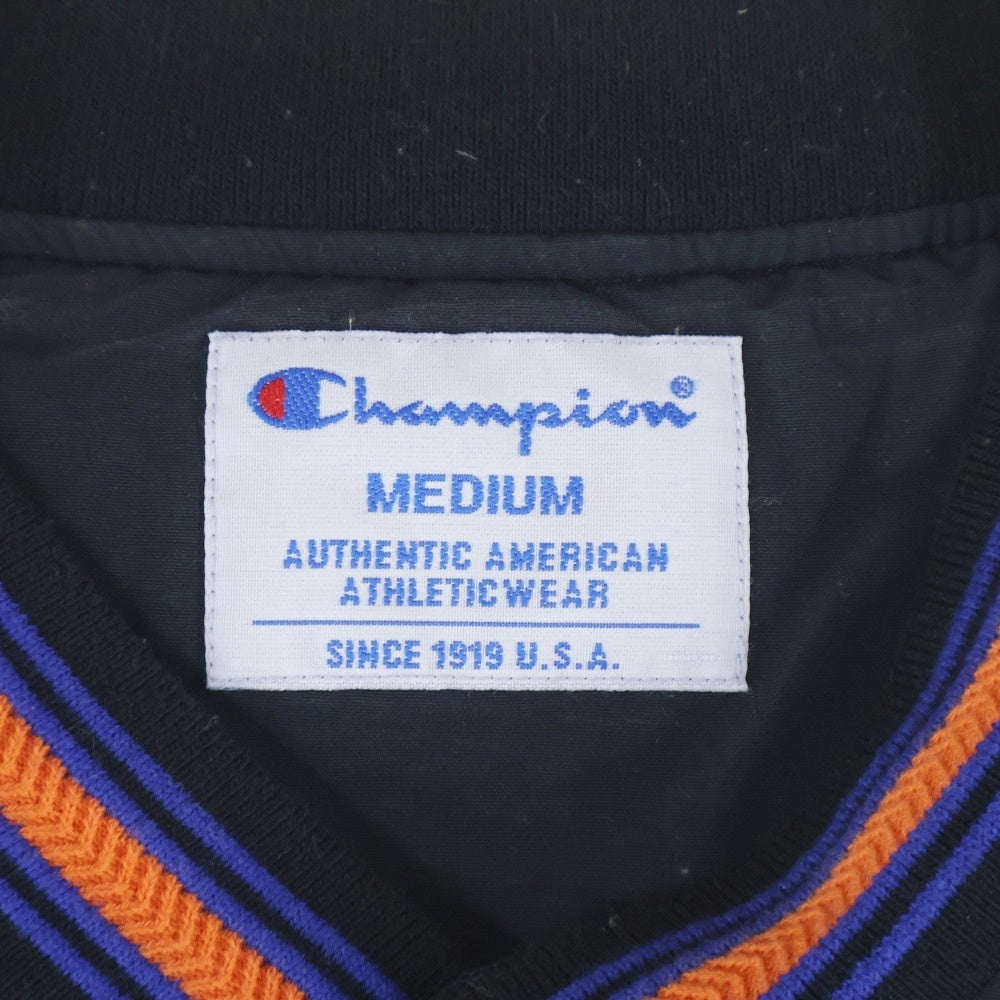 Champion®
MEDIUM
AUTHENTIC AMERICAN
ATHLETICWEAR
SINCE 1919 U.S.A.